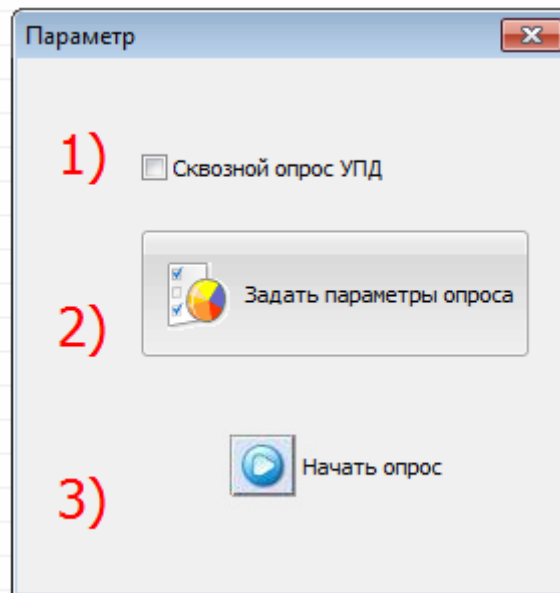 Параметр
1)
Сквозной опрос УПД
2)
Задать параметры опроса
3)
Начать опрос